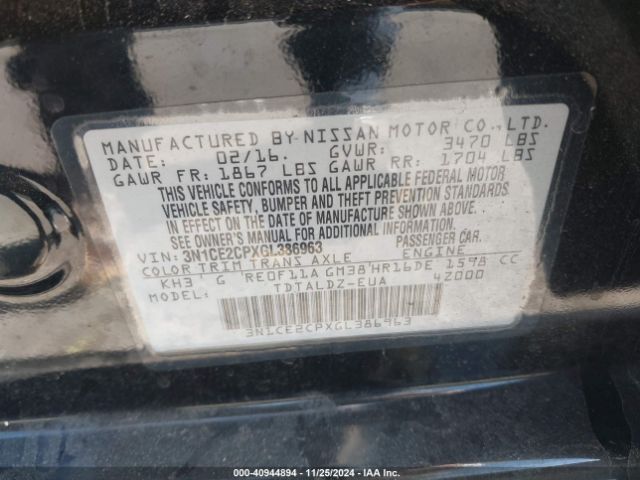 MANUFACTURED BY NISSAN MOTOR CO., LTD.
DATE: 02/16. GVWR: 3470 LBS
GAWR FR: 1867 LBS GAWR RR: 1704 LBS
THIS VEHICLE CONFORMS TO ALL APPLICABLE FEDERAL MOTOR
VEHICLE SAFETY, BUMPER AND THEFT PREVENTION STANDARDS
IN EFFECT ON THE DATE OF MANUFACTURE SHOWN ABOVE.
SEE OWNER'S MANUAL FOR ADDITIONAL INFORMATION.
VIN: 3N1CE2CPXGL386963 PASSENGER CAR.
COLOR TRIM TRANS AXLE ENGINE
KH3 G RE0F11A GM38 HR16DE 1598 CC
MODEL: TDTALDZ-EUA 42000
3N1CE2CPXGL386963
000-40944894 - 11/25/2024 - IAA Inc.